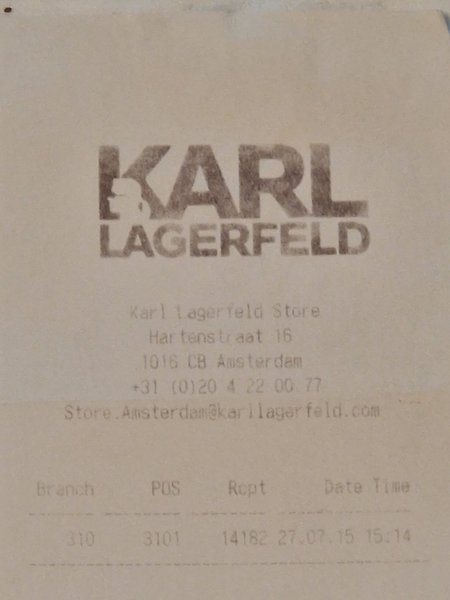 KARL
LAGERFELD
Karl Lagerfeld Store
Hartenstraat 16
1016 CB Amsterdam
+31 (0)20 4 22 00 77
Store.Amsterdam@karllagerfeld.com
Branch POS Rcpt Date Time
310 3101 14182 27.07.15 15:14